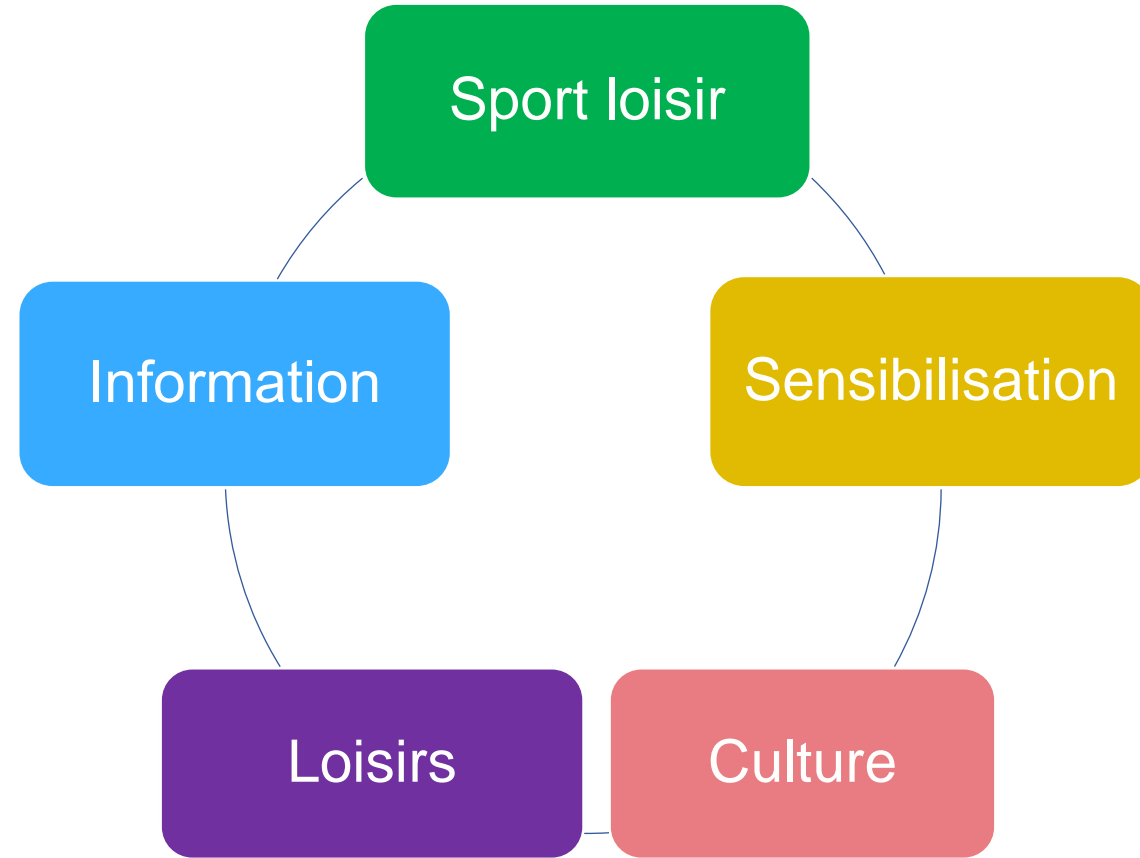 Sport loisir
Information
Sensibilisation
Loisirs
Culture